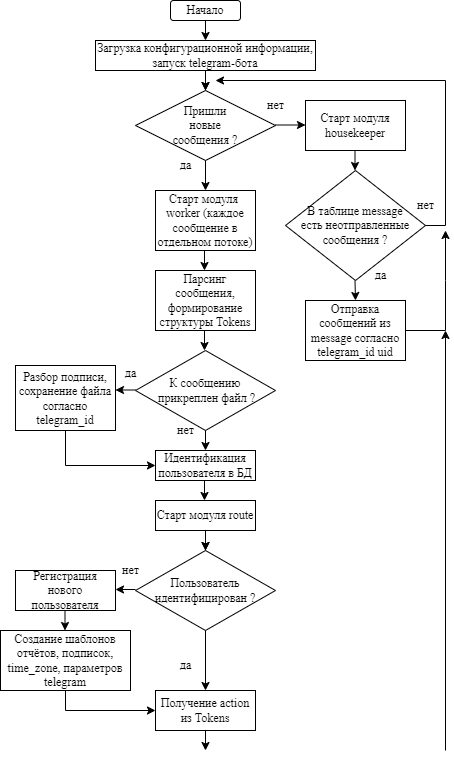 Начало
Загрузка конфигурационной информации,
запуск telegram-бота
Пришли
новые
сообщения ?
нет
да
Старт модуля
housekeeper
Старт модуля
worker (каждое
сообщение в
отдельном потоке)
В таблице message
есть неотправленные
сообщения ?
нет
да
Парсинг
сообщения,
формирование
структуры Tokens
Отправка
сообщений из
message согласно
telegram_id uid
К сообщению
прикреплен файл ?
да
нет
Разбор подписи,
сохранение файла
согласно
telegram_id
Идентификация
пользователя в БД
Старт модуля route
Пользователь
идентифицирован ?
нет
да
Регистрация
нового
пользователя
Создание шаблонов
отчётов, подписок,
time_zone, параметров
telegram
Получение action
из Tokens